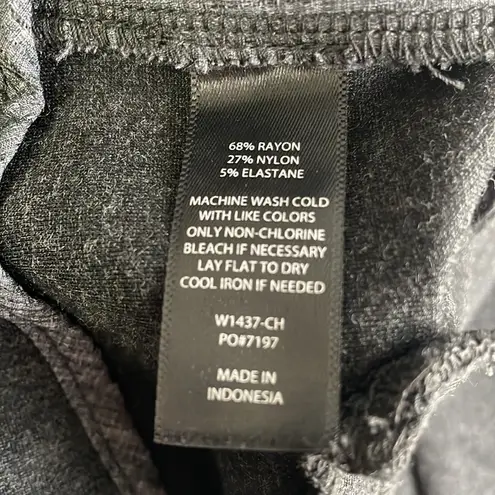 68% RAYON
27% NYLON
5% ELASTANE
MACHINE WASH COLD
WITH LIKE COLORS
ONLY NON-CHLORINE
BLEACH IF NECESSARY
LAY FLAT TO DRY
COOL IRON IF NEEDED
W1437-CH
PO#7197
MADE IN
INDONESIA